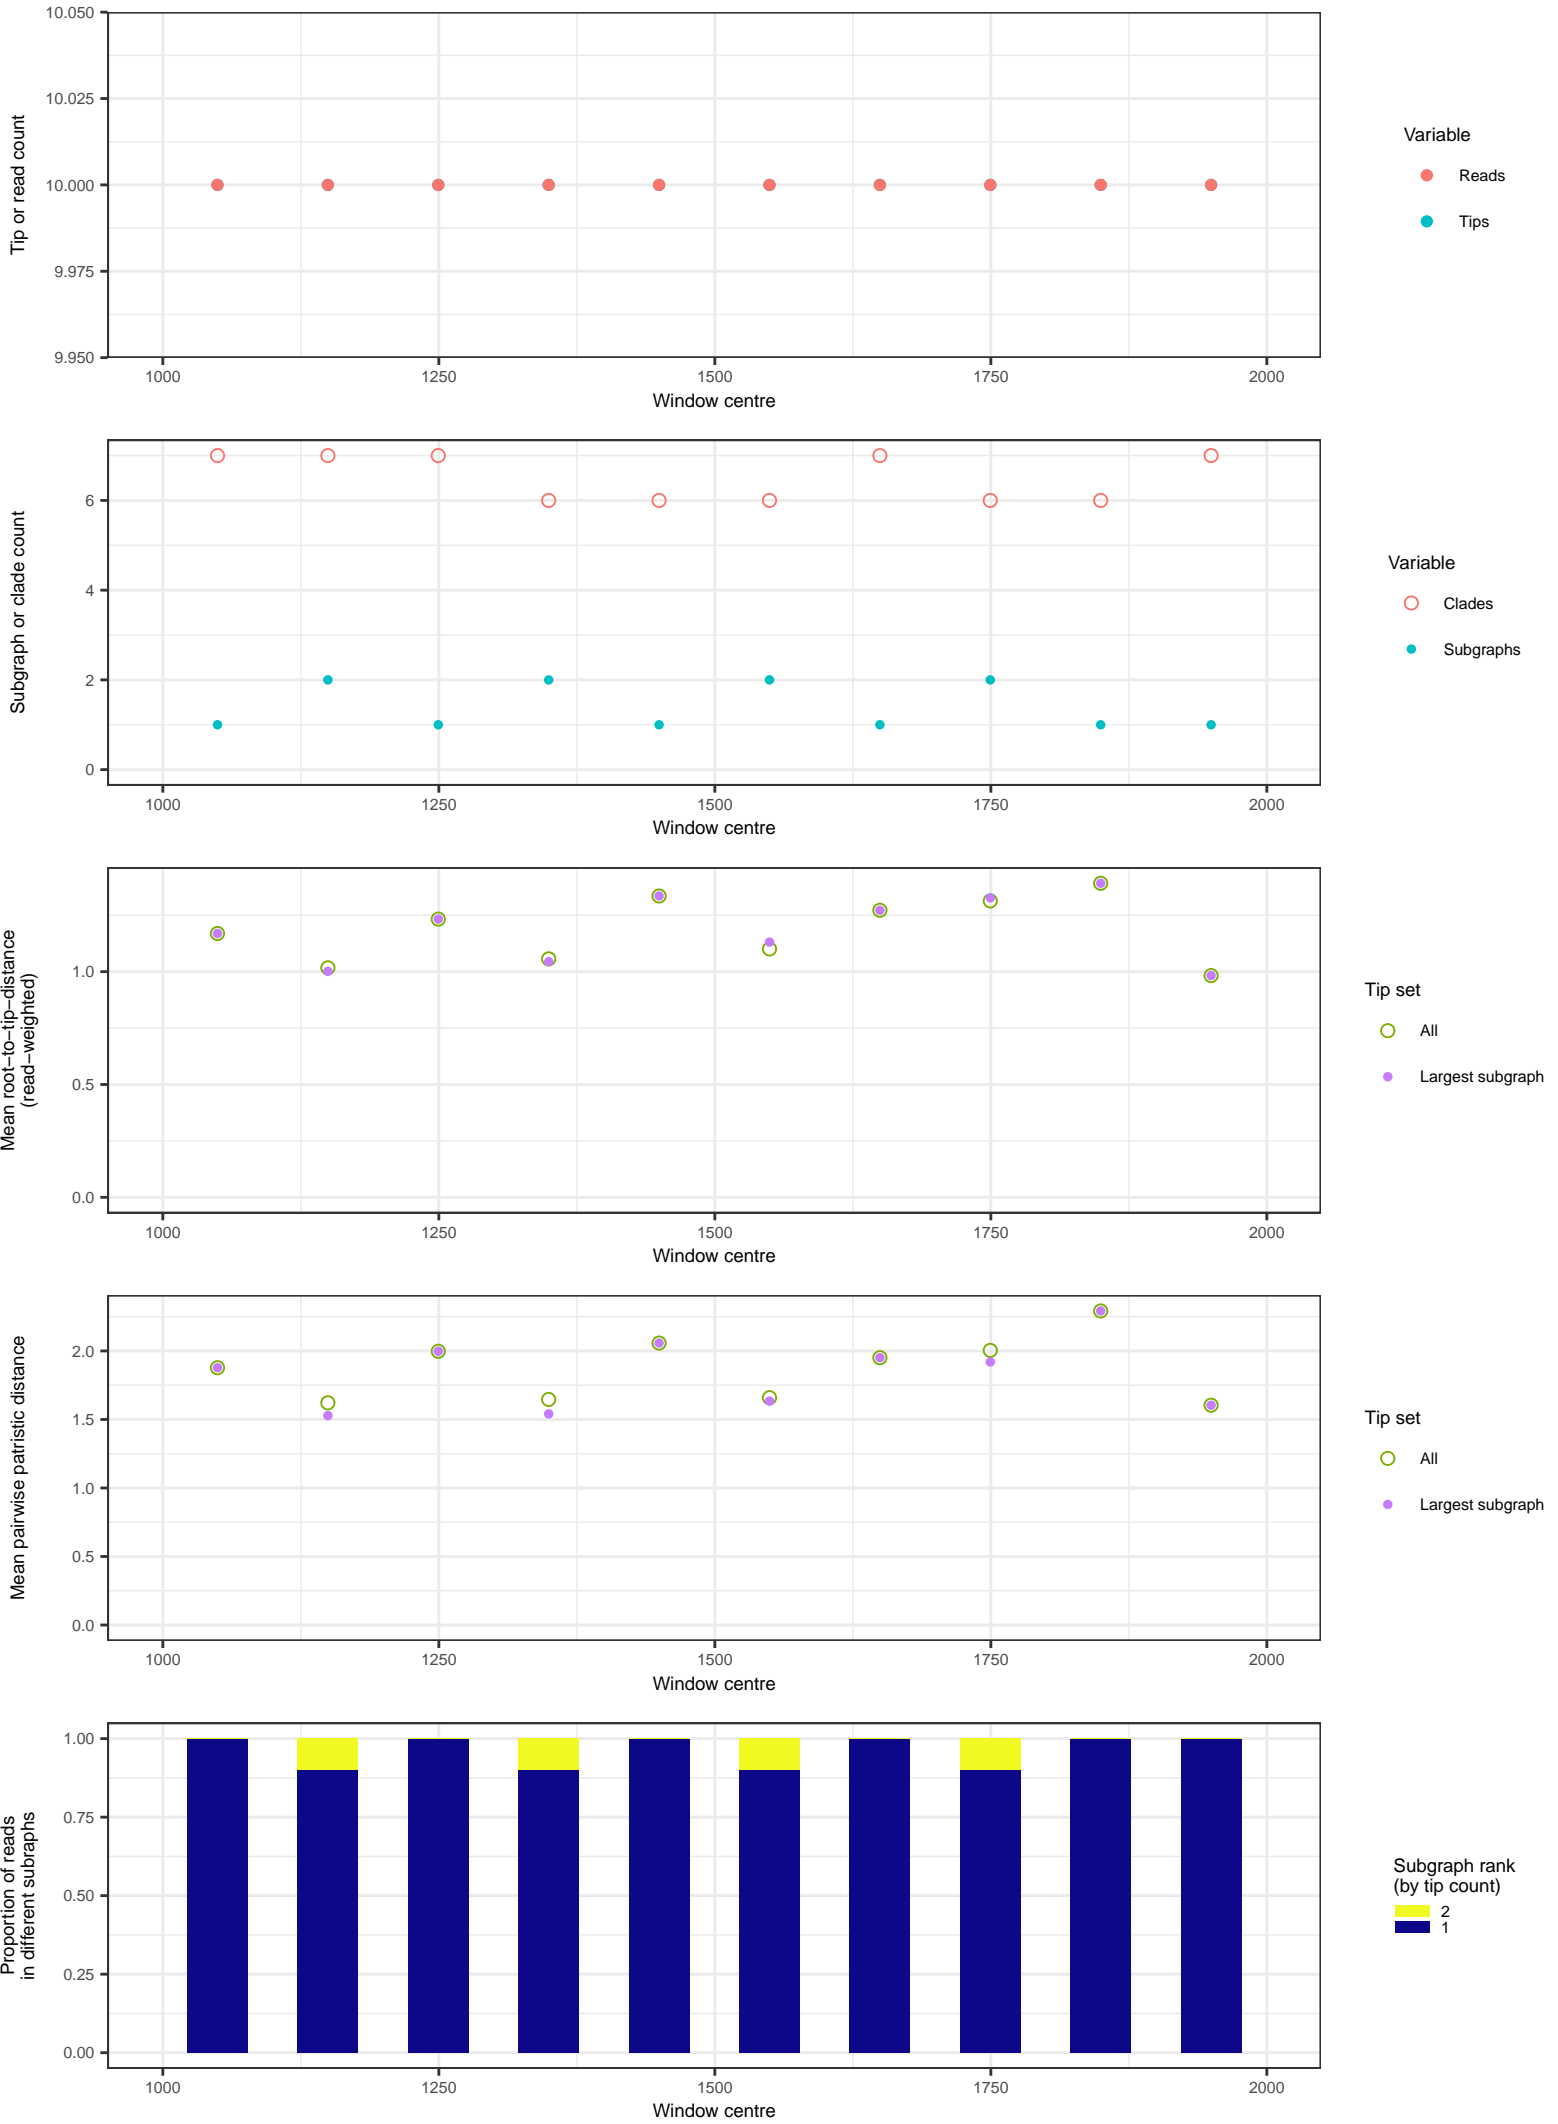 10.050
10.025
10.000
9.975
9.950
Tip or read count
1000 1250 1500 1750 2000
Window centre
Variable
Reads
Tips
6
4
2
0
Subgraph or clade count
1000 1250 1500 1750 2000
Window centre
Variable
Clades
Subgraphs
1.0
0.5
0.0
Mean root−to−tip−distance
(read−weighted)
1000 1250 1500 1750 2000
Window centre
Tip set
All
Largest subgraph
2.0
1.5
1.0
0.5
0.0
Mean pairwise patristic distance
1000 1250 1500 1750 2000
Window centre
Tip set
All
Largest subgraph
1.00
0.75
0.50
0.25
0.00
Proportion of reads
in different subraphs
1000 1250 1500 1750 2000
Window centre
Subgraph rank
(by tip count)
2
1